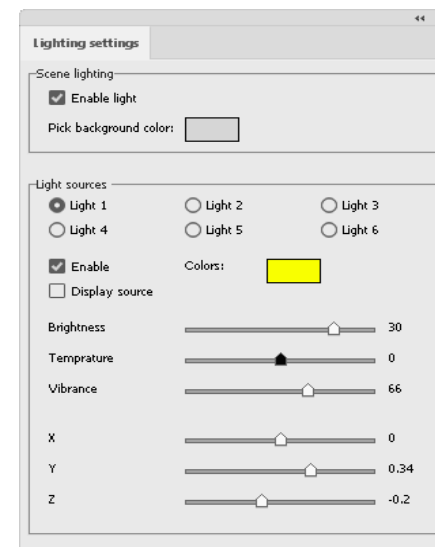 Lighting settings
Scene lighting
Enable light
Pick background color:
Light sources
Light 1 Light 2 Light 3
Light 4 Light 5 Light 6
Enable Colors:
Display source
Brightness 30
Temprature 0
Vibrance 66
X 0
Y 0.34
Z -0.2